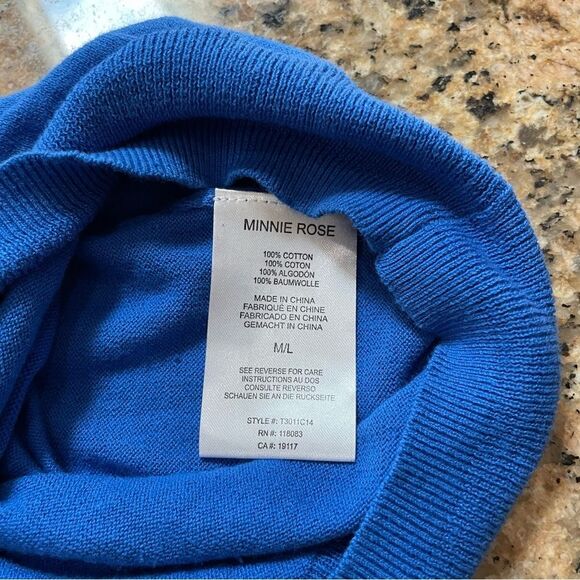 MINNIE ROSE
100% COTTON
100% COTON
100% ALGODÓN
100% BAUMWOLLE
MADE IN CHINA
FABRIQUÉ EN CHINE
FABRICADO EN CHINA
GEMACHT IN CHINA
M/L
SEE REVERSE FOR CARE
INSTRUCTIONS AU DOS
CONSULTE REVERSO
SCHAUEN SIE AN DIE RUCKSEITE
STYLE #: T3011C14
RN #: 118083
CA #: 19117